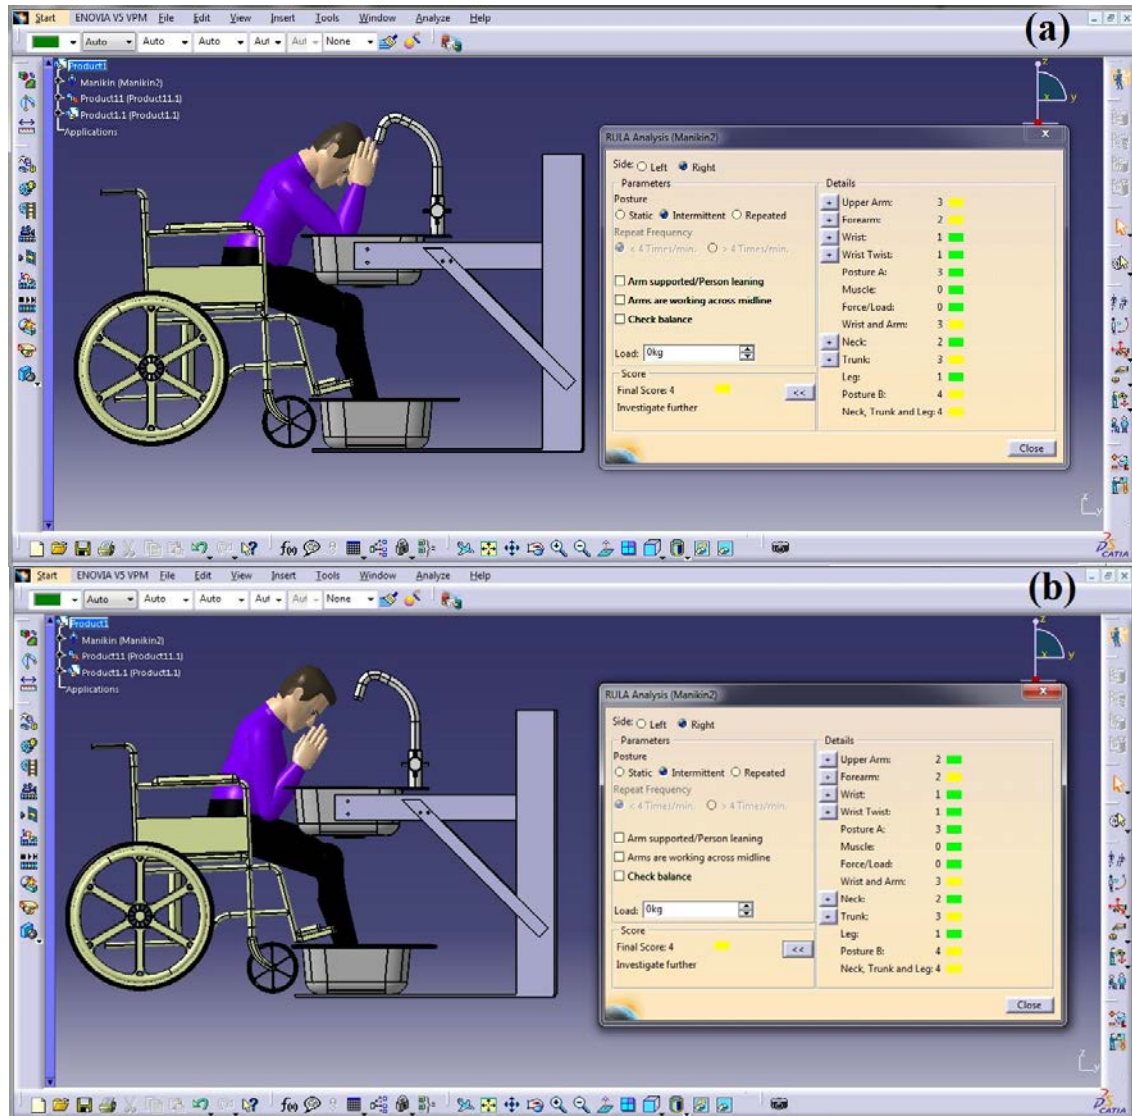 (a)
Start ENOVIA V5 VPM File Edit View Insert Tools Window Analyze Help
Auto Auto Auto Aut Aut None
Product1
Manikin (Manikin2)
Product11 (Product11.1)
Product1.1 (Product1.1)
Applications
z
x y
RULA Analysis (Manikin2)
Side: Left Right
Parameters
Posture
Static Intermittent Repeated
Repeat Frequency
< 4 Times/min. > 4 Times/min.
Arm supported/Person leaning
Arms are working across midline
Check balance
Load: 0kg
Score
Final Score: 4
<<
Investigate further
Details
Upper Arm: 3
Forearm: 2
Wrist: 1
Wrist Twist: 1
Posture A: 3
Muscle: 0
Force/Load: 0
Wrist and Arm: 3
Neck: 2
Trunk: 3
Leg: 1
Posture B: 4
Neck, Trunk and Leg: 4
Close
z
y
f(x)
CATIA
(b)
Start ENOVIA V5 VPM File Edit View Insert Tools Window Analyze Help
Auto Auto Auto Aut Aut None
Product1
Manikin (Manikin2)
Product11 (Product11.1)
Product1.1 (Product1.1)
Applications
z
x y
RULA Analysis (Manikin2)
Side: Left Right
Parameters
Posture
Static Intermittent Repeated
Repeat Frequency
< 4 Times/min. > 4 Times/min.
Arm supported/Person leaning
Arms are working across midline
Check balance
Load: 0kg
Score
Final Score: 4
<<
Investigate further
Details
Upper Arm: 2
Forearm: 2
Wrist: 1
Wrist Twist: 1
Posture A: 3
Muscle: 0
Force/Load: 0
Wrist and Arm: 3
Neck: 2
Trunk: 3
Leg: 1
Posture B: 4
Neck, Trunk and Leg: 4
Close
z
y
f(x)
CATIA